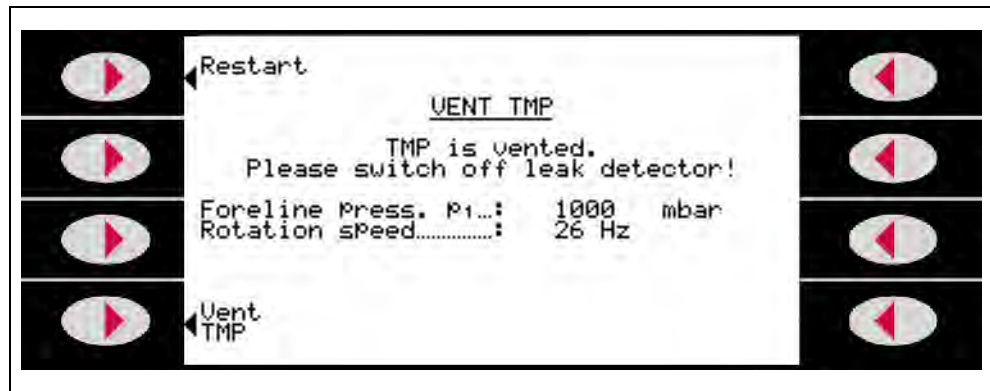 Restart
VENT TMP
TMP is vented.
Please switch off leak detector!
Foreline Press. P1…: 1000 mbar
Rotation speed……………: 26 Hz
Vent
TMP